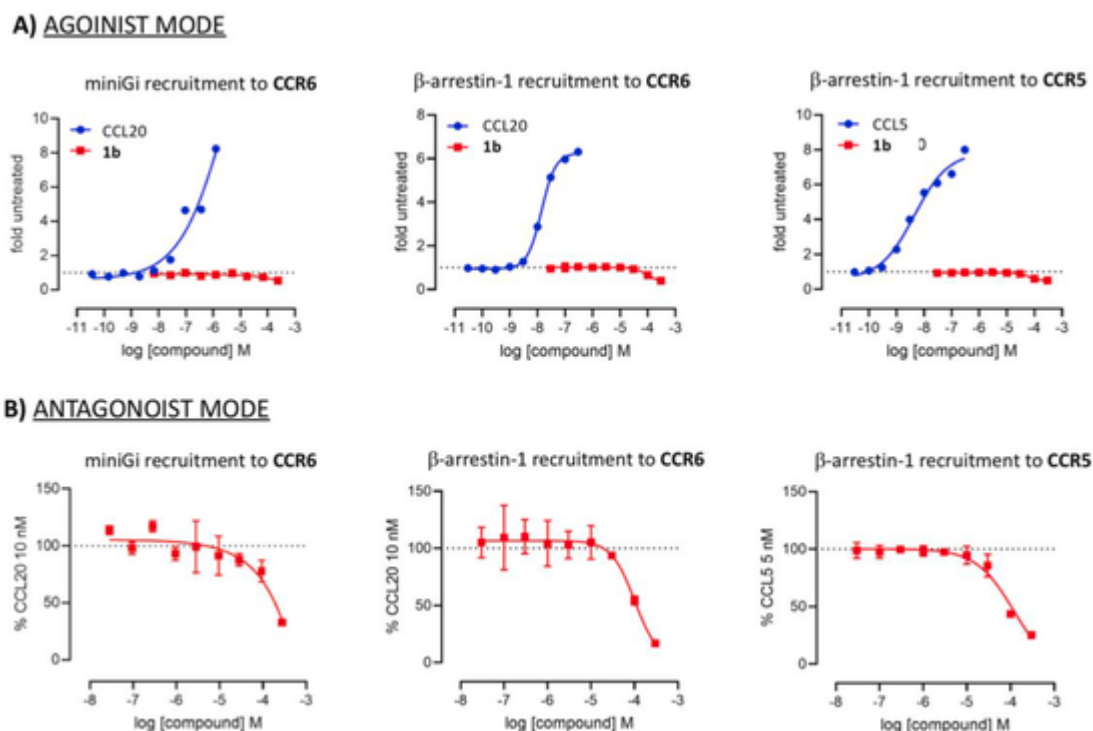 A) AGOINIST MODE
miniGi recruitment to CCR6
β-arrestin-1 recruitment to CCR6
β-arrestin-1 recruitment to CCR5
10
8
6
4
2
0
fold untreated
CCL20
1b
-11 -10 -9 -8 -7 -6 -5 -4 -3
log [compound] M
8
6
4
2
0
fold untreated
CCL20
1b
-11 -10 -9 -8 -7 -6 -5 -4 -3
log [compound] M
10
8
6
4
2
0
fold untreated
CCL5
1b
-11 -10 -9 -8 -7 -6 -5 -4 -3
log [compound] M
B) ANTAGONOIST MODE
miniGi recruitment to CCR6
β-arrestin-1 recruitment to CCR6
β-arrestin-1 recruitment to CCR5
150
100
50
0
% CCL20 10 nM
-8 -7 -6 -5 -4 -3
log [compound] M
150
100
50
0
% CCL20 10 nM
-8 -7 -6 -5 -4 -3
log [compound] M
150
100
50
0
% CCL5 5 nM
-8 -7 -6 -5 -4 -3
log [compound] M